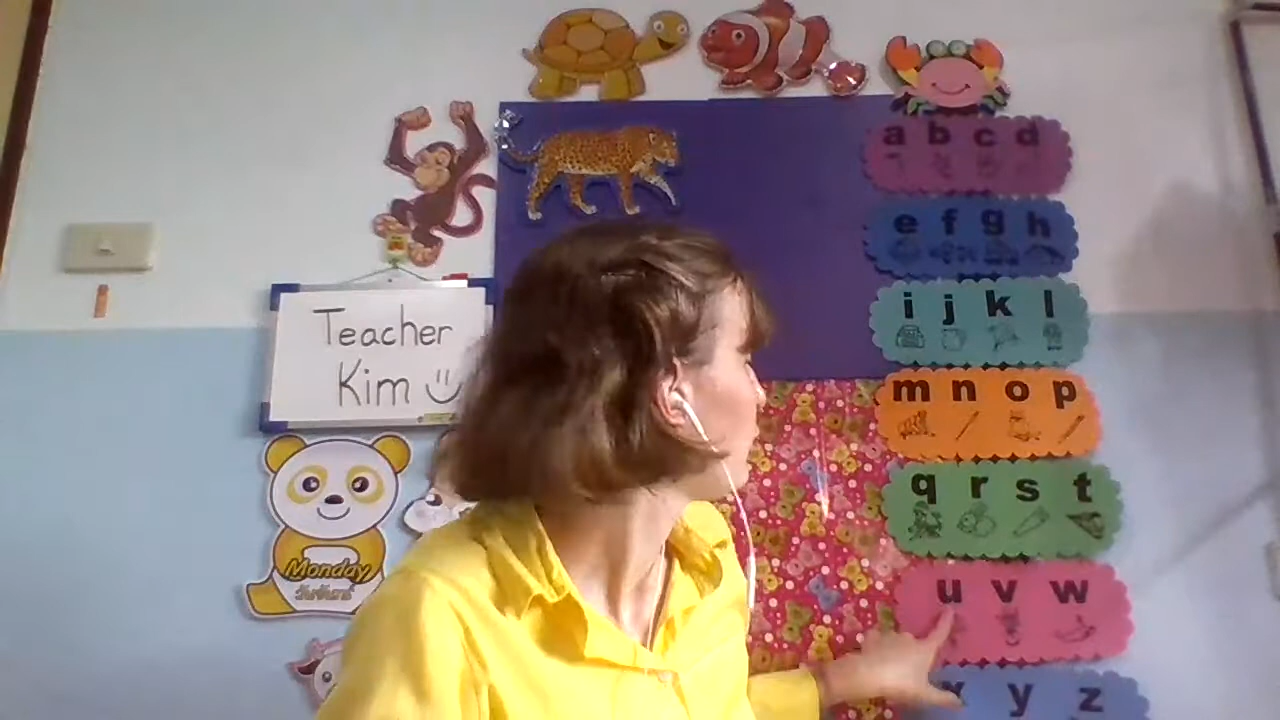 a b c d
e f g h
i j k l
Teacher
Kim
m n o p
q r s t
Monday
u v w
x y z